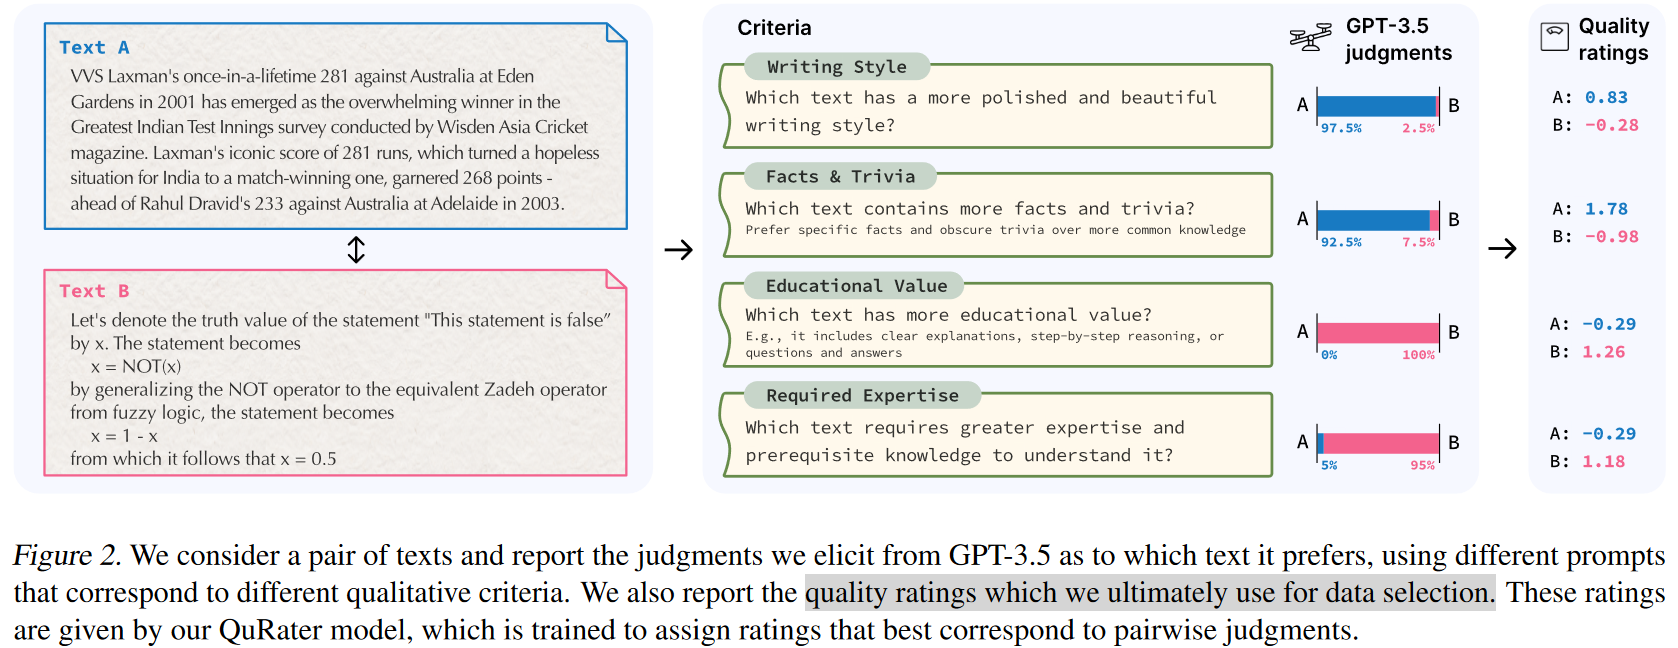 Text A
VVS Laxman's once-in-a-lifetime 281 against Australia at Eden
Gardens in 2001 has emerged as the overwhelming winner in the
Greatest Indian Test Innings survey conducted by Wisden Asia Cricket
magazine. Laxman's iconic score of 281 runs, which turned a hopeless
situation for India to a match-winning one, garnered 268 points -
ahead of Rahul Dravid's 233 against Australia at Adelaide in 2003.
Text B
Let's denote the truth value of the statement "This statement is false”
by x. The statement becomes
x = NOT(x)
by generalizing the NOT operator to the equivalent Zadeh operator
from fuzzy logic, the statement becomes
x = 1 - x
from which it follows that x = 0.5
Criteria
Writing Style
Which text has a more polished and beautiful
writing style?
Facts & Trivia
Which text contains more facts and trivia?
Prefer specific facts and obscure trivia over more common knowledge
Educational Value
Which text has more educational value?
E.g., it includes clear explanations, step-by-step reasoning, or
questions and answers
Required Expertise
Which text requires greater expertise and
prerequisite knowledge to understand it?
GPT-3.5
judgments
A B
97.5% 2.5%
A B
92.5% 7.5%
A B
0% 100%
A B
5% 95%
Quality
ratings
A: 0.83
B: -0.28
A: 1.78
B: -0.98
A: -0.29
B: 1.26
A: -0.29
B: 1.18
Figure 2. We consider a pair of texts and report the judgments we elicit from GPT-3.5 as to which text it prefers, using different prompts
that correspond to different qualitative criteria. We also report the quality ratings which we ultimately use for data selection. These ratings
are given by our QuRater model, which is trained to assign ratings that best correspond to pairwise judgments.